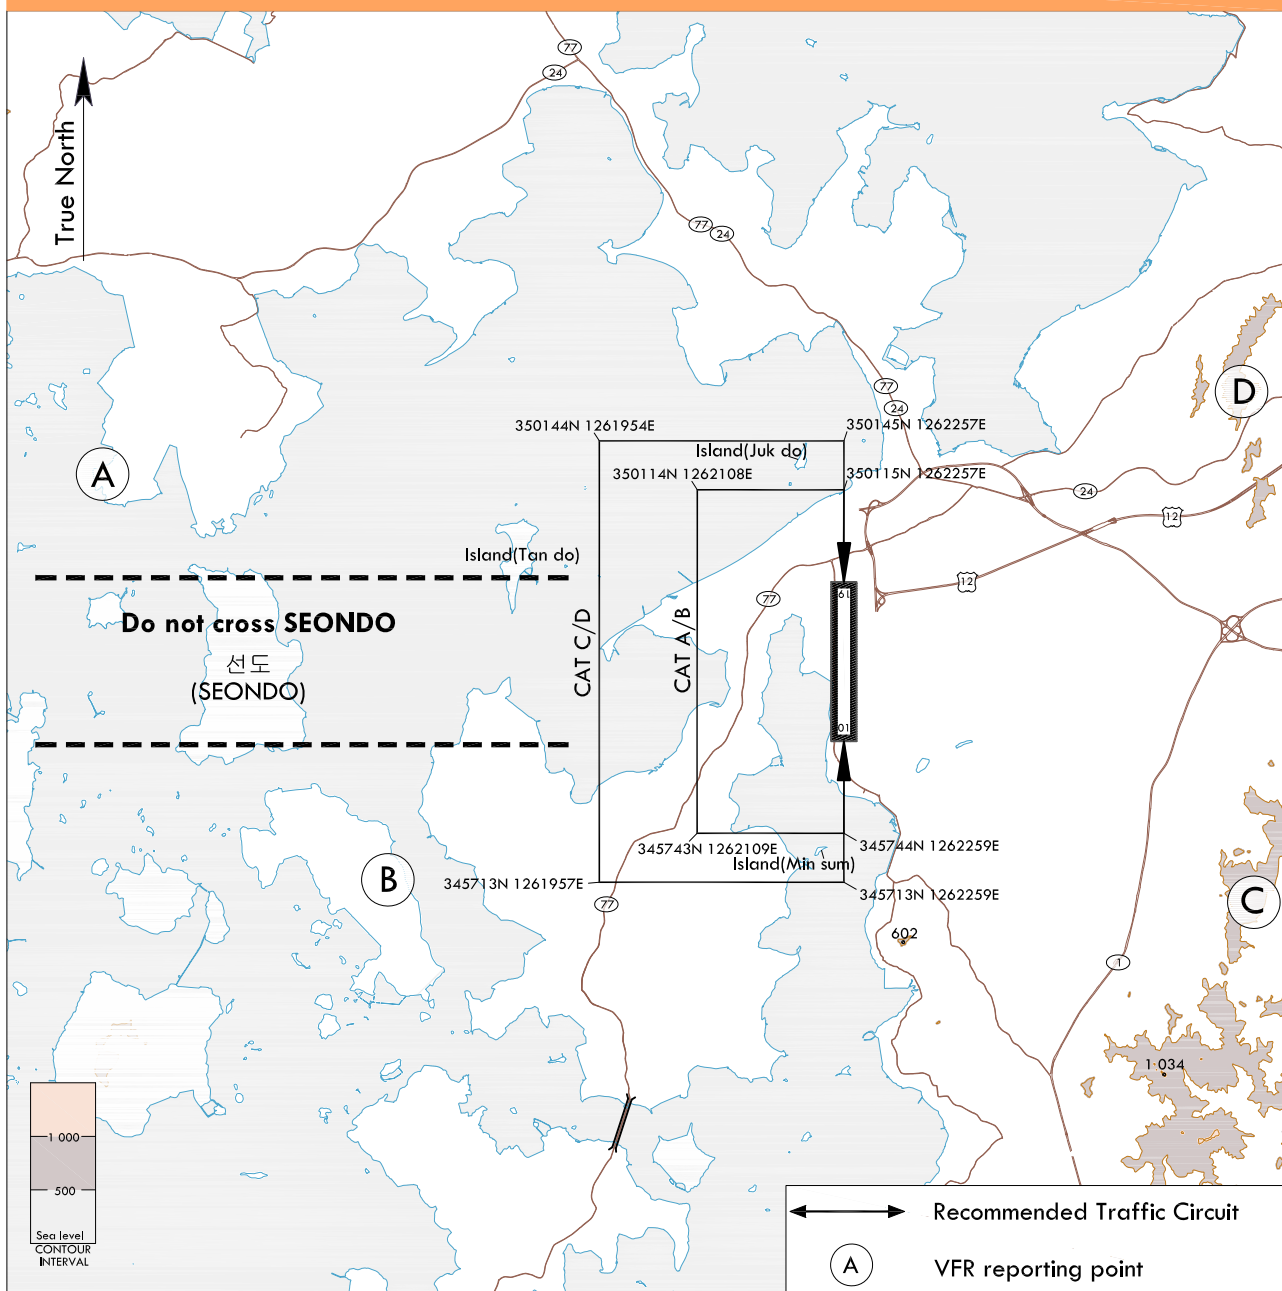 77
24
True North
77
24
D
77
24
350144N 1261954E
350145N 1262257E
Island(Juk do)
A
350114N 1262108E
350115N 1262257E
24
12
Island(Tan do)
12
19
77
Do not cross SEONDO
CAT C/D
CAT A/B
선도
(SEONDO)
01
345743N 1262109E
345744N 1262259E
Island(Min sum)
B
345713N 1261957E
345713N 1262259E
77
C
602
1
1 034
1 000
500
Sea level
CONTOUR
INTERVAL
Recommended Traffic Circuit
A
VFR reporting point